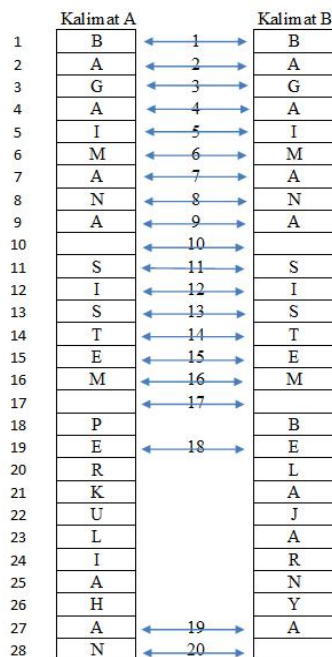 Kalimat A Kalimat B
1 B 1 B
2 A 2 A
3 G 3 G
4 A 4 A
5 I 5 I
6 M 6 M
7 A 7 A
8 N 8 N
9 A 9 A
10 10
11 S 11 S
12 I 12 I
13 S 13 S
14 T 14 T
15 E 15 E
16 M 16 M
17 17
18 P B
19 E 18 E
20 R L
21 K A
22 U J
23 L A
24 I R
25 A N
26 H Y
27 A 19 A
28 N 20